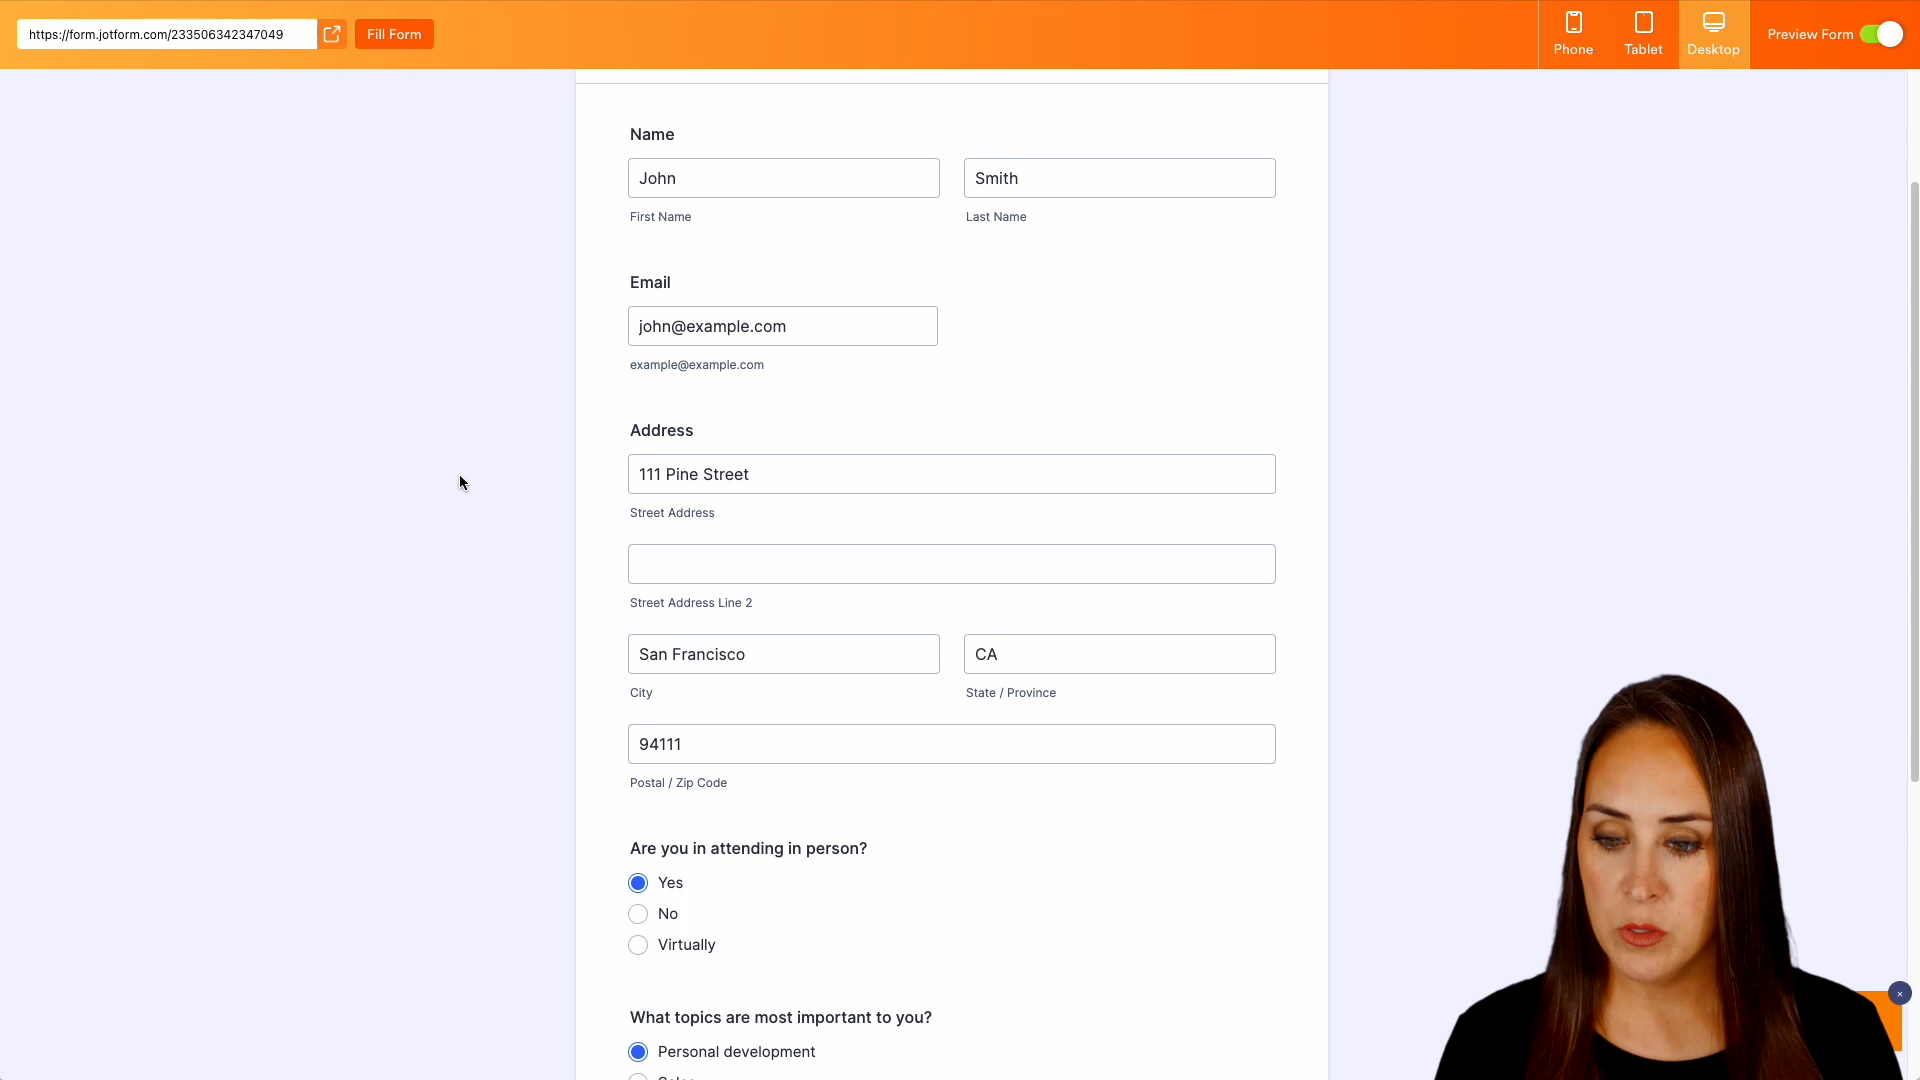 https://form.jotform.com/233506342347049
Fill Form
Phone
Tablet
Desktop
Preview Form
Name
John
Smith
First Name
Last Name
Email
john@example.com
example@example.com
Address
111 Pine Street
Street Address
Street Address Line 2
San Francisco
CA
City
State / Province
94111
Postal / Zip Code
Are you in attending in person?
Yes
No
Virtually
What topics are most important to you?
Personal development